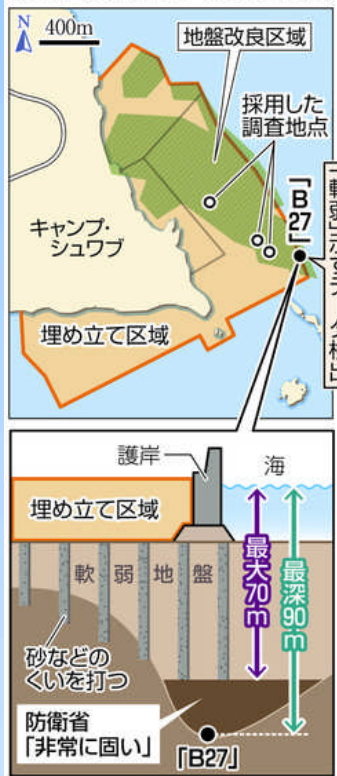 N
400m
地盤改良区域
採用した
調査地点
「B
27」
キャンプ・
シュワブ
埋め立て区域
護岸
海
埋め立て区域
軟弱地盤
最大70m
最深90m
砂などの
くいを打つ
防衛省
「非常に固い」
「B27」